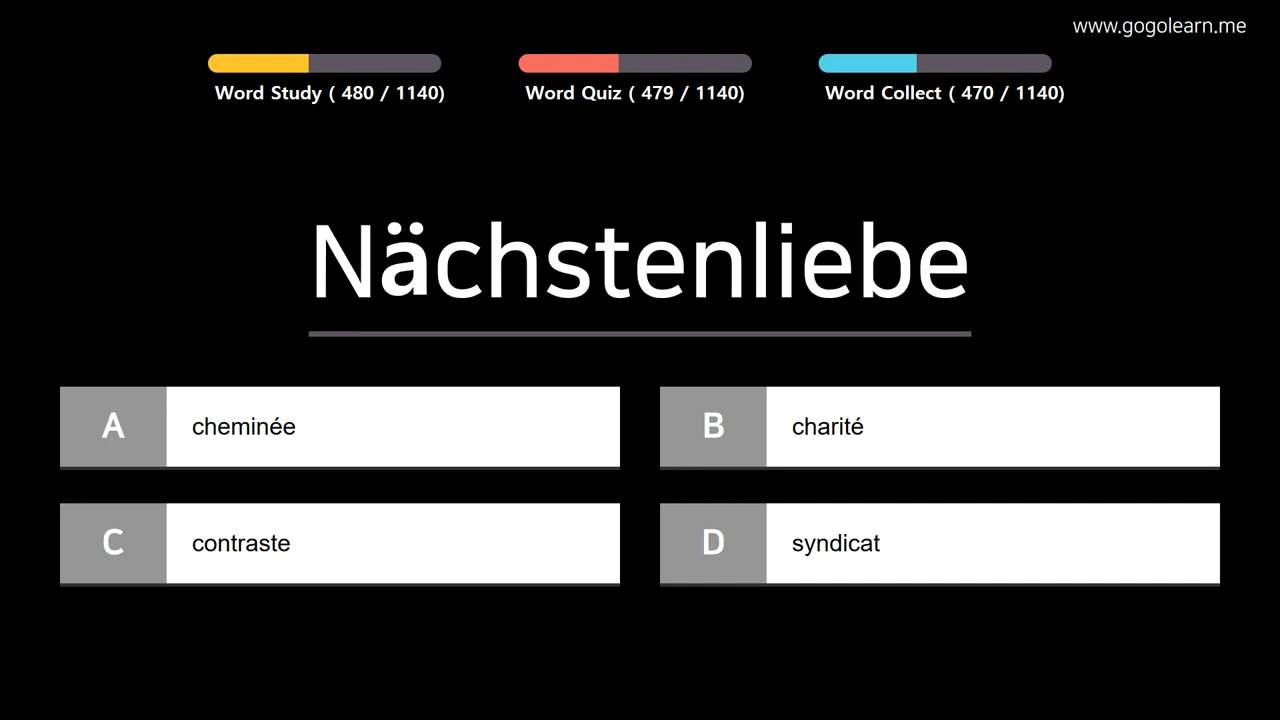 www.gogolearn.me
Word Study ( 480 / 1140)
Word Quiz ( 479 / 1140)
Word Collect ( 470 / 1140)
Nächstenliebe
A cheminée
B charité
C contraste
D syndicat